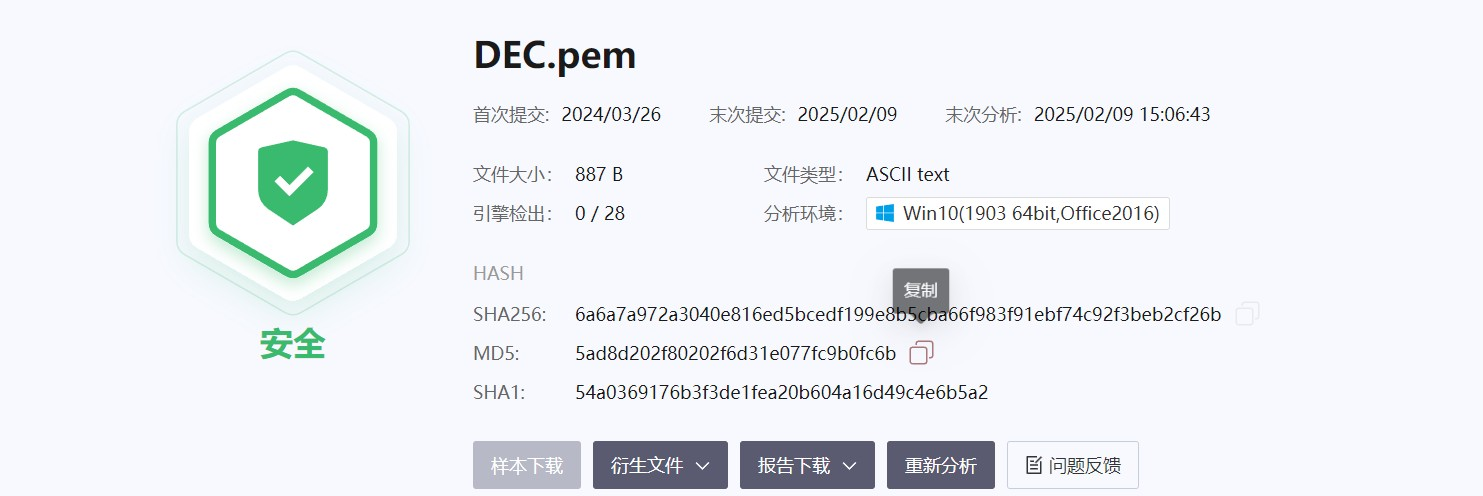 DEC.pem
首次提交: 2024/03/26 末次提交: 2025/02/09 末次分析: 2025/02/09 15:06:43
文件大小: 887 B 文件类型: ASCII text
引擎检出: 0 / 28 分析环境: Win10(1903 64bit,Office2016)
HASH
复制
SHA256: 6a6a7a972a3040e816ed5bcedf199e8b5cba66f983f91ebf74c92f3beb2cf26b
MD5: 5ad8d202f80202f6d31e077fc9b0fc6b
安全
SHA1: 54a0369176b3f3de1fea20b604a16d49c4e6b5a2
样本下载 衍生文件 报告下载 重新分析 问题反馈